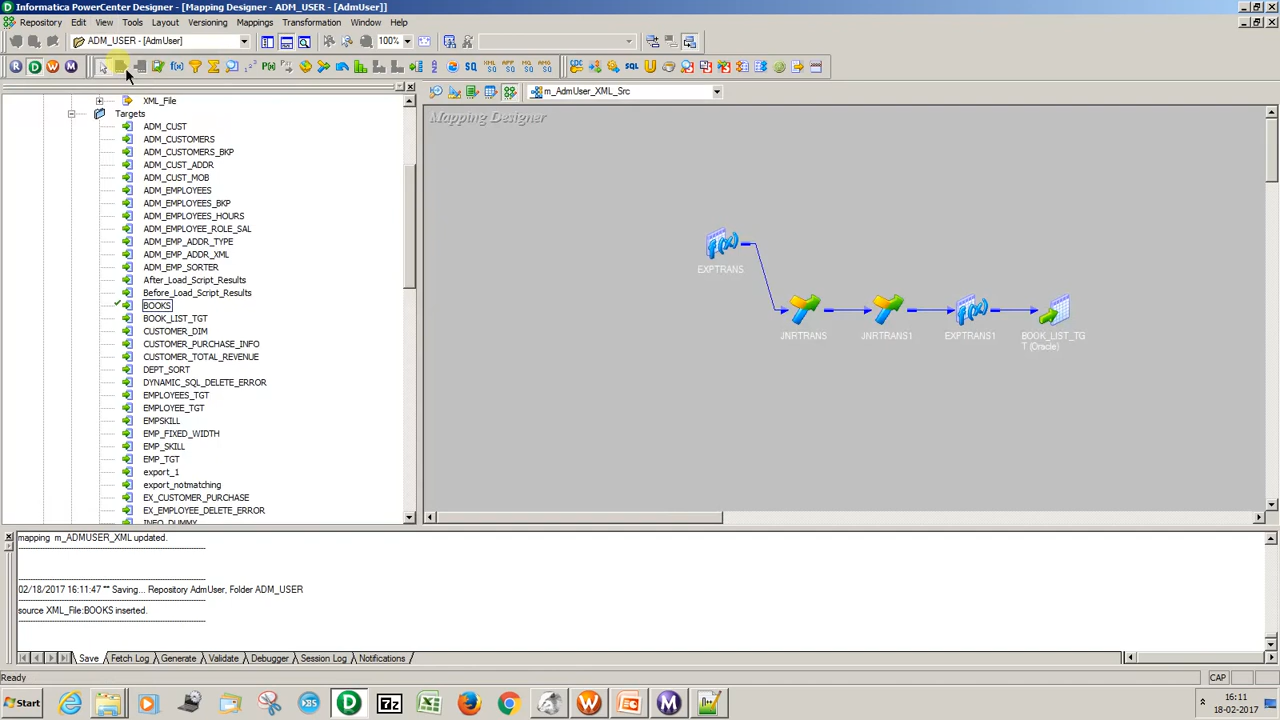 Informatica PowerCenter Designer - [Mapping Designer - ADM_USER - [AdmUser]]
Repository Edit View Tools Layout Versioning Mappings Transformation Window Help
ADM_USER - [AdmUser]
100%
m_AdmUser_XML_Src
XML_File
Targets
ADM_CUST
ADM_CUSTOMERS
ADM_CUSTOMERS_BKP
ADM_CUST_ADDR
ADM_CUST_MOB
ADM_EMPLOYEES
ADM_EMPLOYEES_BKP
ADM_EMPLOYEES_HOURS
ADM_EMPLOYEE_ROLE_SAL
ADM_EMP_ADDR_TYPE
ADM_EMP_ADDR_XML
ADM_EMP_SORTER
After_Load_Script_Results
Before_Load_Script_Results
BOOKS
BOOK_LIST_TGT
CUSTOMER_DIM
CUSTOMER_PURCHASE_INFO
CUSTOMER_TOTAL_REVENUE
DEPT_SORT
DYNAMIC_SQL_DELETE_ERROR
EMPLOYEES_TGT
EMPLOYEE_TGT
EMPSKILL
EMP_FIXED_WIDTH
EMP_SKILL
EMP_TGT
export_1
export_notmatching
EX_CUSTOMER_PURCHASE
EX_EMPLOYEE_DELETE_ERROR
INFO_DUMMY
Mapping Designer
EXPTRANS
JNRTRANS
JNRTRANS1
EXPTRANS1
BOOK_LIST_TG
T (Oracle)
mapping m_ADMUSER_XML updated.
02/18/2017 16:11:47 ** Saving... Repository AdmUser, Folder ADM_USER
source XML_File:BOOKS inserted.
Save Fetch Log Generate Validate Debugger Session Log Notifications
Ready
CAP
Start
16:11
18-02-2017